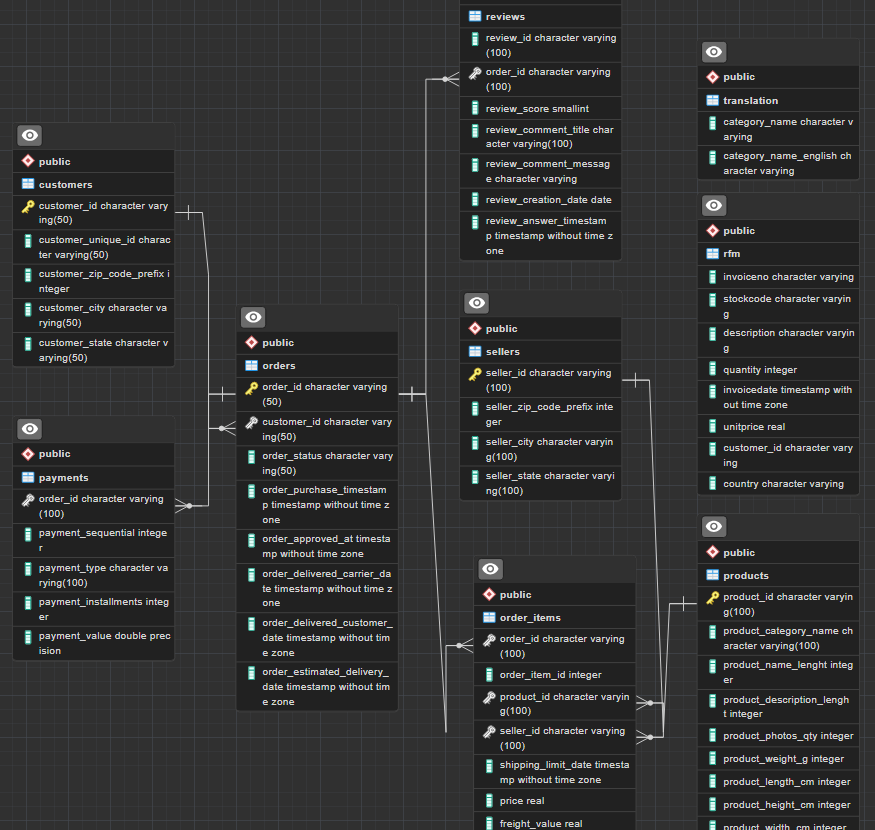 public
customers
customer_id character vary
ing(50)
customer_unique_id charac
ter varying(50)
customer_zip_code_prefix i
nteger
customer_city character va
rying(50)
customer_state character v
arying(50)
public
payments
order_id character varying
(100)
payment_sequential intege
r
payment_type character va
rying(100)
payment_installments integ
er
payment_value double prec
ision
public
orders
order_id character varying
(50)
customer_id character vary
ing(50)
order_status character vary
ing(50)
order_purchase_timestam
p timestamp without time z
one
order_approved_at timesta
mp without time zone
order_delivered_carrier_da
te timestamp without time z
one
order_delivered_customer_
date timestamp without tim
e zone
order_estimated_delivery_
date timestamp without tim
e zone
reviews
review_id character varying
(100)
order_id character varying
(100)
review_score smallint
review_comment_title char
acter varying(100)
review_comment_messag
e character varying
review_creation_date date
review_answer_timestam
p timestamp without time z
one
public
sellers
seller_id character varying
(100)
seller_zip_code_prefix inte
ger
seller_city character varyin
g(100)
seller_state character varyi
ng(100)
public
order_items
order_id character varying
(100)
order_item_id integer
product_id character varyin
g(100)
seller_id character varying
(100)
shipping_limit_date timesta
mp without time zone
price real
freight_value real
public
translation
category_name character v
arying
category_name_english ch
aracter varying
public
rfm
invoiceno character varying
stockcode character varyin
g
description character varyin
g
quantity integer
invoicedate timestamp with
out time zone
unitprice real
customer_id character vary
ing
country character varying
public
products
product_id character varyin
g(100)
product_category_name ch
aracter varying(100)
product_name_lenght integ
er
product_description_lengh
t integer
product_photos_qty integer
product_weight_g integer
product_length_cm integer
product_height_cm integer
product_width_cm integer